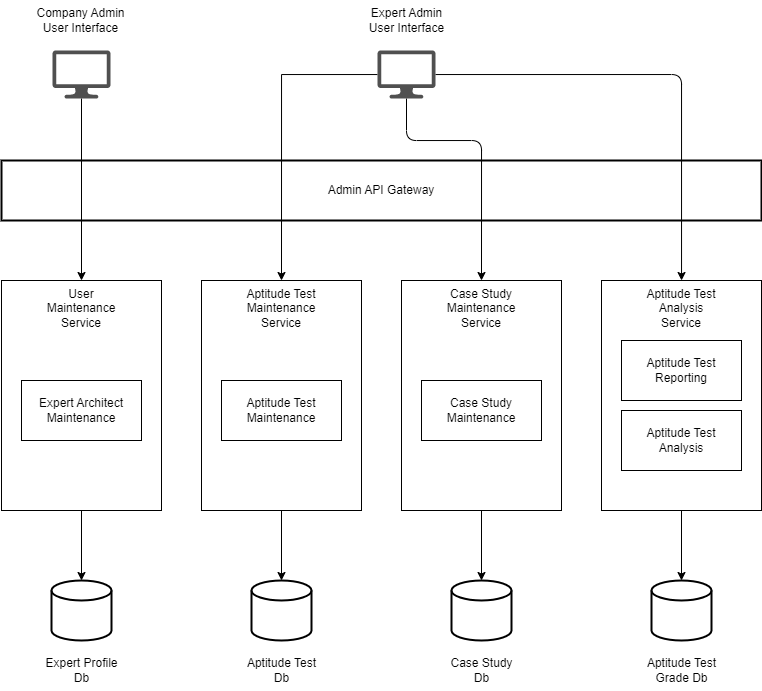 Company Admin
User Interface
Expert Admin
User Interface
Admin API Gateway
User
Maintenance
Service
Expert Architect
Maintenance
Aptitude Test
Maintenance
Service
Aptitude Test
Maintenance
Case Study
Maintenance
Service
Case Study
Maintenance
Aptitude Test
Analysis
Service
Aptitude Test
Reporting
Aptitude Test
Analysis
Expert Profile
Db
Aptitude Test
Db
Case Study
Db
Aptitude Test
Grade Db